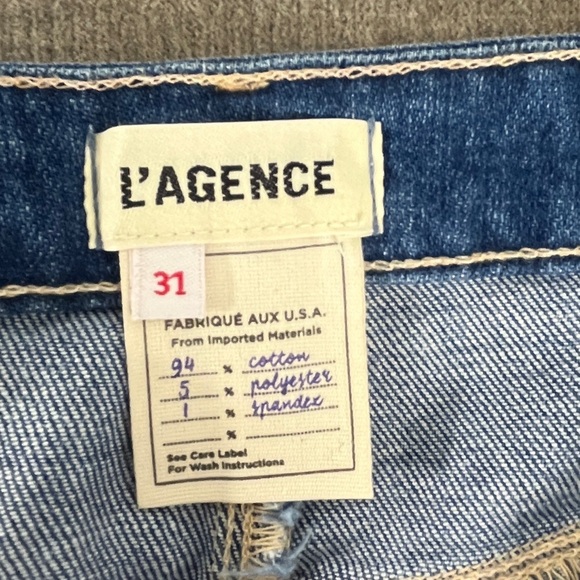 L'AGENCE
31
FABRIQUÉ AUX U.S.A.
From Imported Materials
94 % cotton
5 % polyester
1 % spandex
%
See Care Label
For Wash Instructions